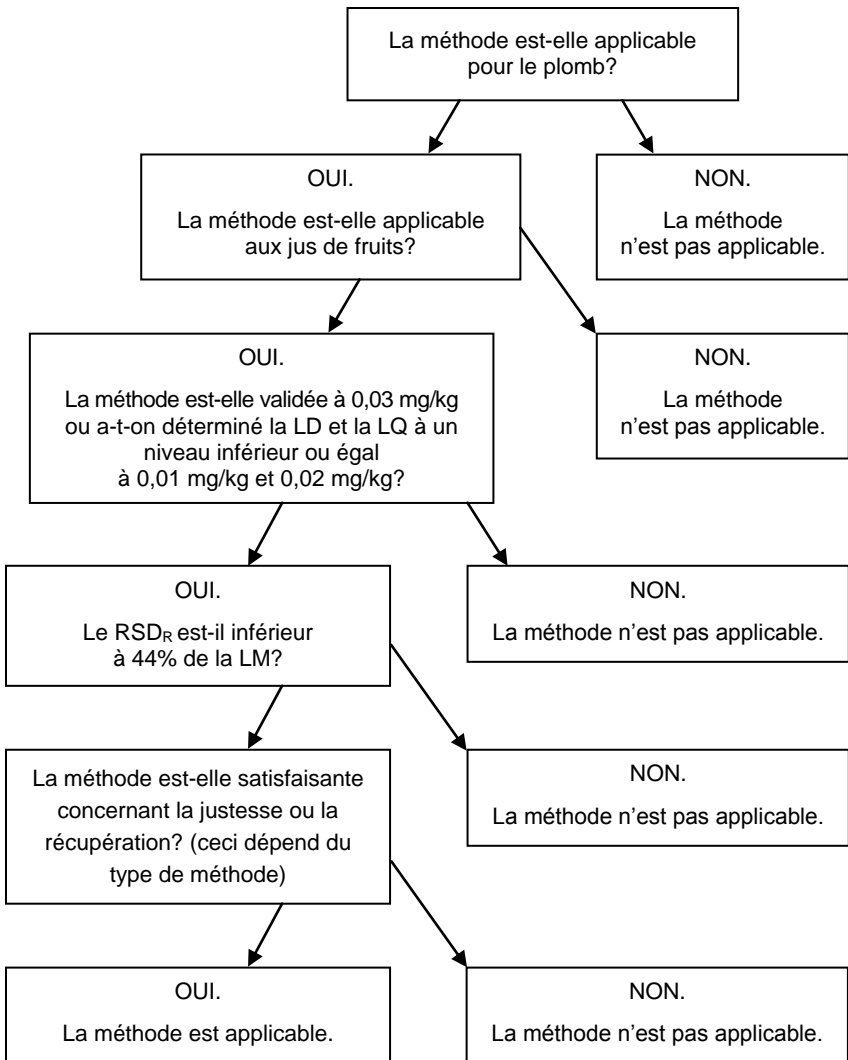 La méthode est-elle applicable
pour le plomb?
OUI.
La méthode est-elle applicable
aux jus de fruits?
NON.
La méthode
n'est pas applicable.
OUI.
La méthode est-elle validée à 0,03 mg/kg
ou a-t-on déterminé la LD et la LQ à un
niveau inférieur ou égal
à 0,01 mg/kg et 0,02 mg/kg?
NON.
La méthode
n'est pas applicable.
OUI.
Le RSDR est-il inférieur
à 44% de la LM?
NON.
La méthode n'est pas applicable.
La méthode est-elle satisfaisante
concernant la justesse ou la
récupération? (ceci dépend du
type de méthode)
NON.
La méthode n'est pas applicable.
OUI.
La méthode est applicable.
NON.
La méthode n'est pas applicable.